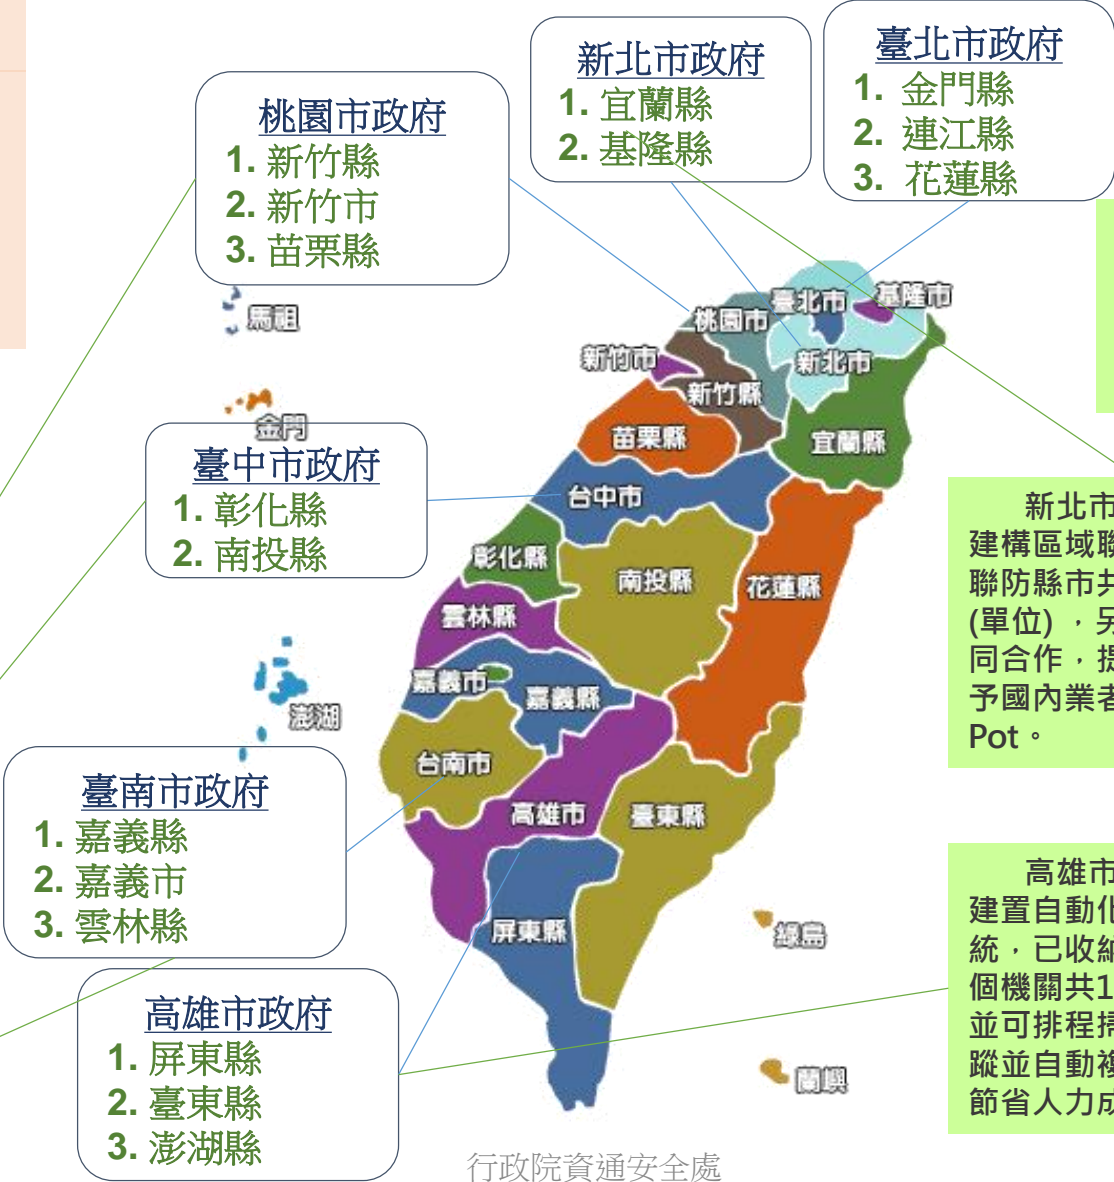 新北市政府
1. 宜蘭縣
2. 基隆縣
臺北市政府
1. 金門縣
2. 連江縣
3. 花蓮縣
桃園市政府
1. 新竹縣
2. 新竹市
3. 苗栗縣
馬祖
金門
臺北市
基隆市
桃園市
新竹市
新北市
新竹縣
苗栗縣
宜蘭縣
臺中市政府
1. 彰化縣
2. 南投縣
台中市
彰化縣
南投縣
花蓮縣
雲林縣
嘉義市
嘉義縣
澎湖
台南市
高雄市
臺東縣
屏東縣
綠島
蘭嶼
臺南市政府
1. 嘉義縣
2. 嘉義市
3. 雲林縣
高雄市政府
1. 屏東縣
2. 臺東縣
3. 澎湖縣
新北市
建構區域聯
聯防縣市共
(單位)，另
同合作，提
予國內業者
Pot。
高雄市
建置自動化
統，已收納
個機關共1
並可排程掃
蹤並自動複
節省人力成
行政院資通安全處